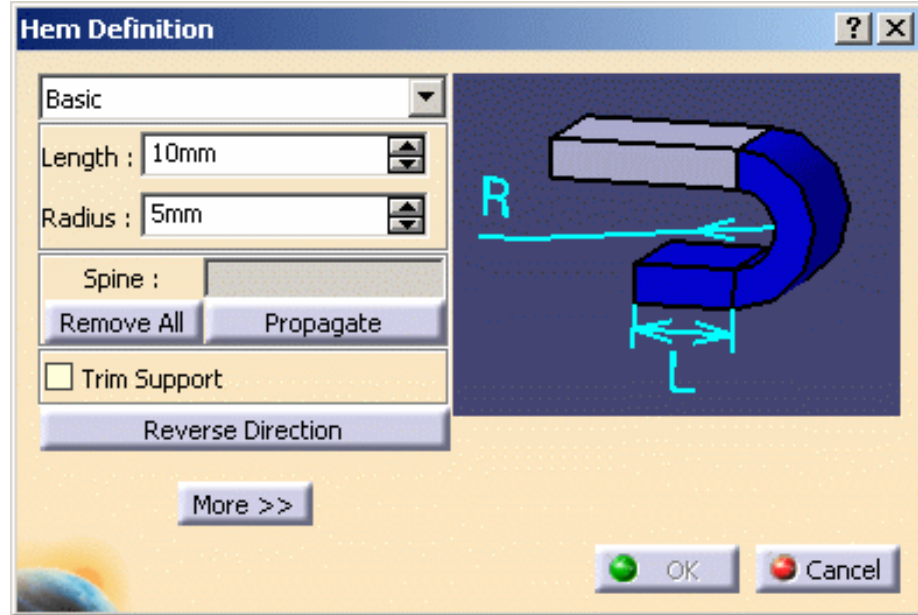 Hem Definition
?
Basic
Length : 10mm
Radius : 5mm
Spine :
Remove All Propagate
Trim Support
Reverse Direction
More >>
R
L
OK Cancel